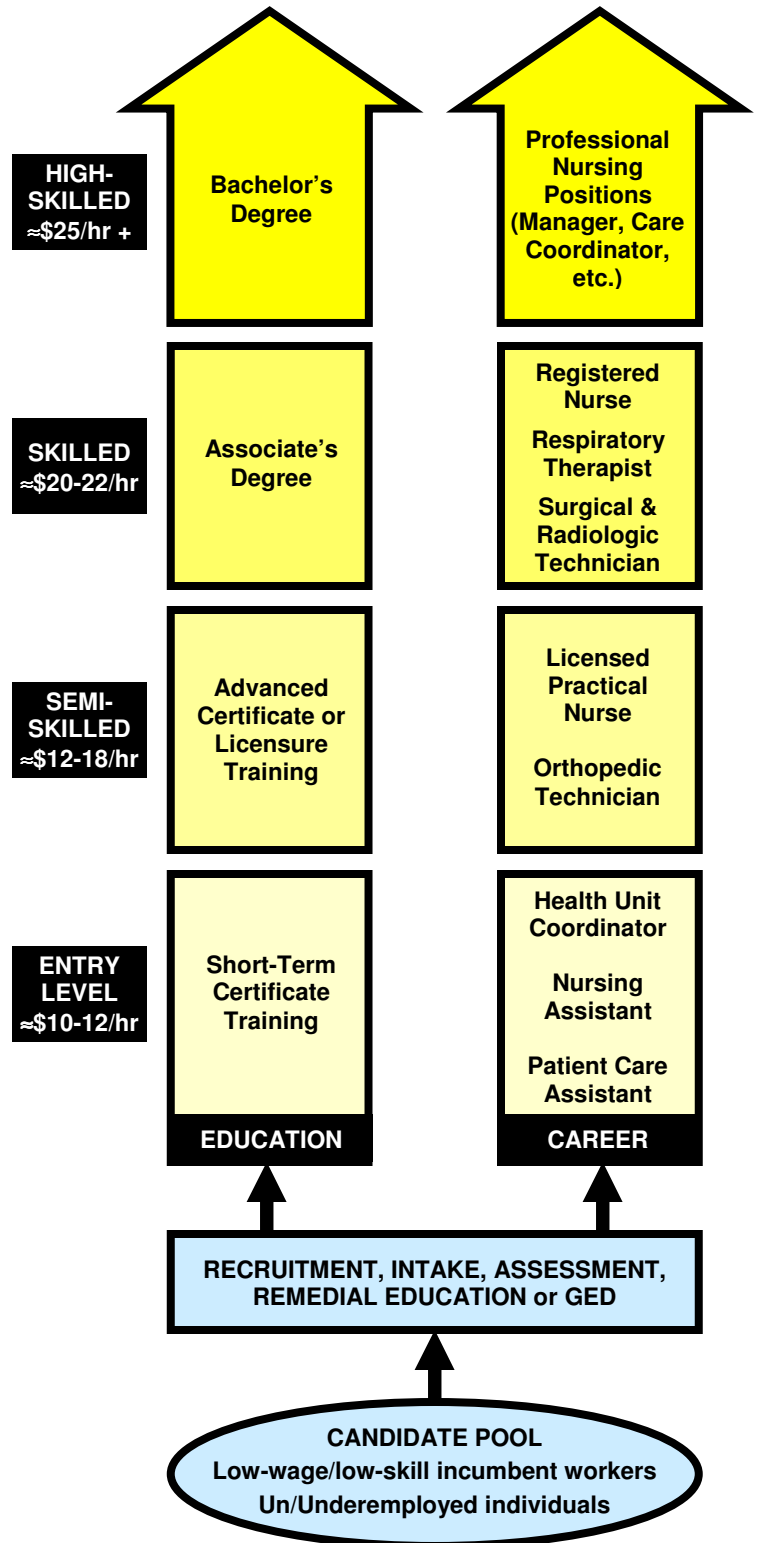 HIGH-
SKILLED
≈$25/hr +
Bachelor's
Degree
Professional
Nursing
Positions
(Manager, Care
Coordinator,
etc.)
SKILLED
≈$20-22/hr
Associate's
Degree
Registered
Nurse
Respiratory
Therapist
Surgical &
Radiologic
Technician
SEMI-
SKILLED
≈$12-18/hr
Advanced
Certificate or
Licensure
Training
Licensed
Practical
Nurse
Orthopedic
Technician
ENTRY
LEVEL
≈$10-12/hr
Short-Term
Certificate
Training
Health Unit
Coordinator
Nursing
Assistant
Patient Care
Assistant
EDUCATION
CAREER
RECRUITMENT, INTAKE, ASSESSMENT,
REMEDIAL EDUCATION or GED
CANDIDATE POOL
Low-wage/low-skill incumbent workers
Un/Underemployed individuals